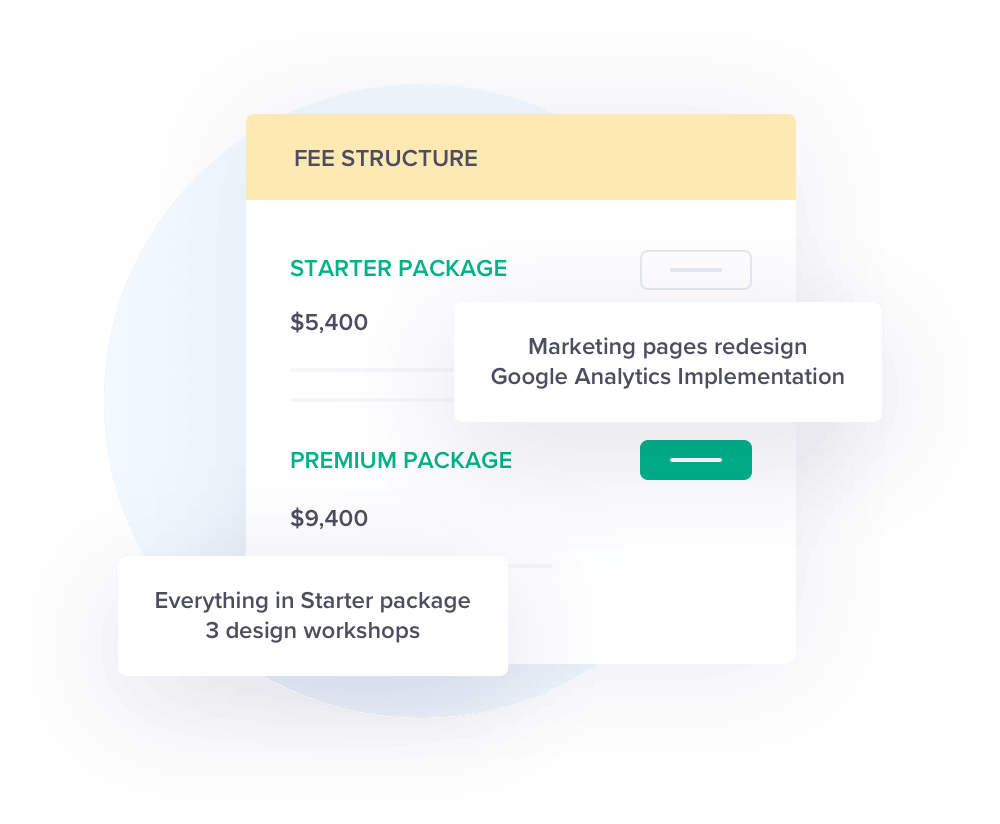 FEE STRUCTURE
STARTER PACKAGE
$5,400
Marketing pages redesign
Google Analytics Implementation
PREMIUM PACKAGE
$9,400
Everything in Starter package
3 design workshops